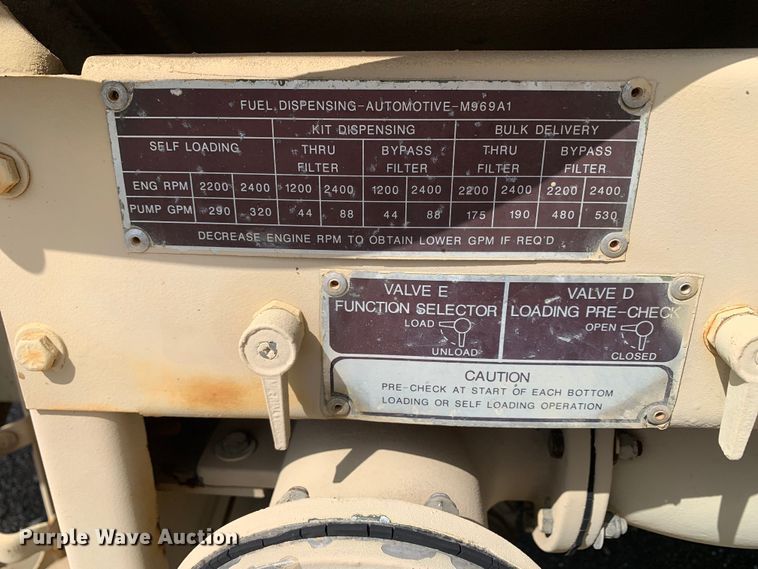 FUEL DISPENSING-AUTOMOTIVE-M969A1
SELF LOADING KIT DISPENSING BULK DELIVERY
THRU FILTER BYPASS FILTER THRU FILTER BYPASS FILTER
ENG RPM 2200 2400 1200 2400 1200 2400 2200 2400 2200 2400
PUMP GPM 290 320 44 88 44 88 175 190 480 530
DECREASE ENGINE RPM TO OBTAIN LOWER GPM IF REQ'D
VALVE E
FUNCTION SELECTOR
LOAD
UNLOAD
VALVE D
LOADING PRE-CHECK
OPEN
CLOSED
CAUTION
PRE-CHECK AT START OF EACH BOTTOM
LOADING OR SELF LOADING OPERATION
Purple Wave Auction